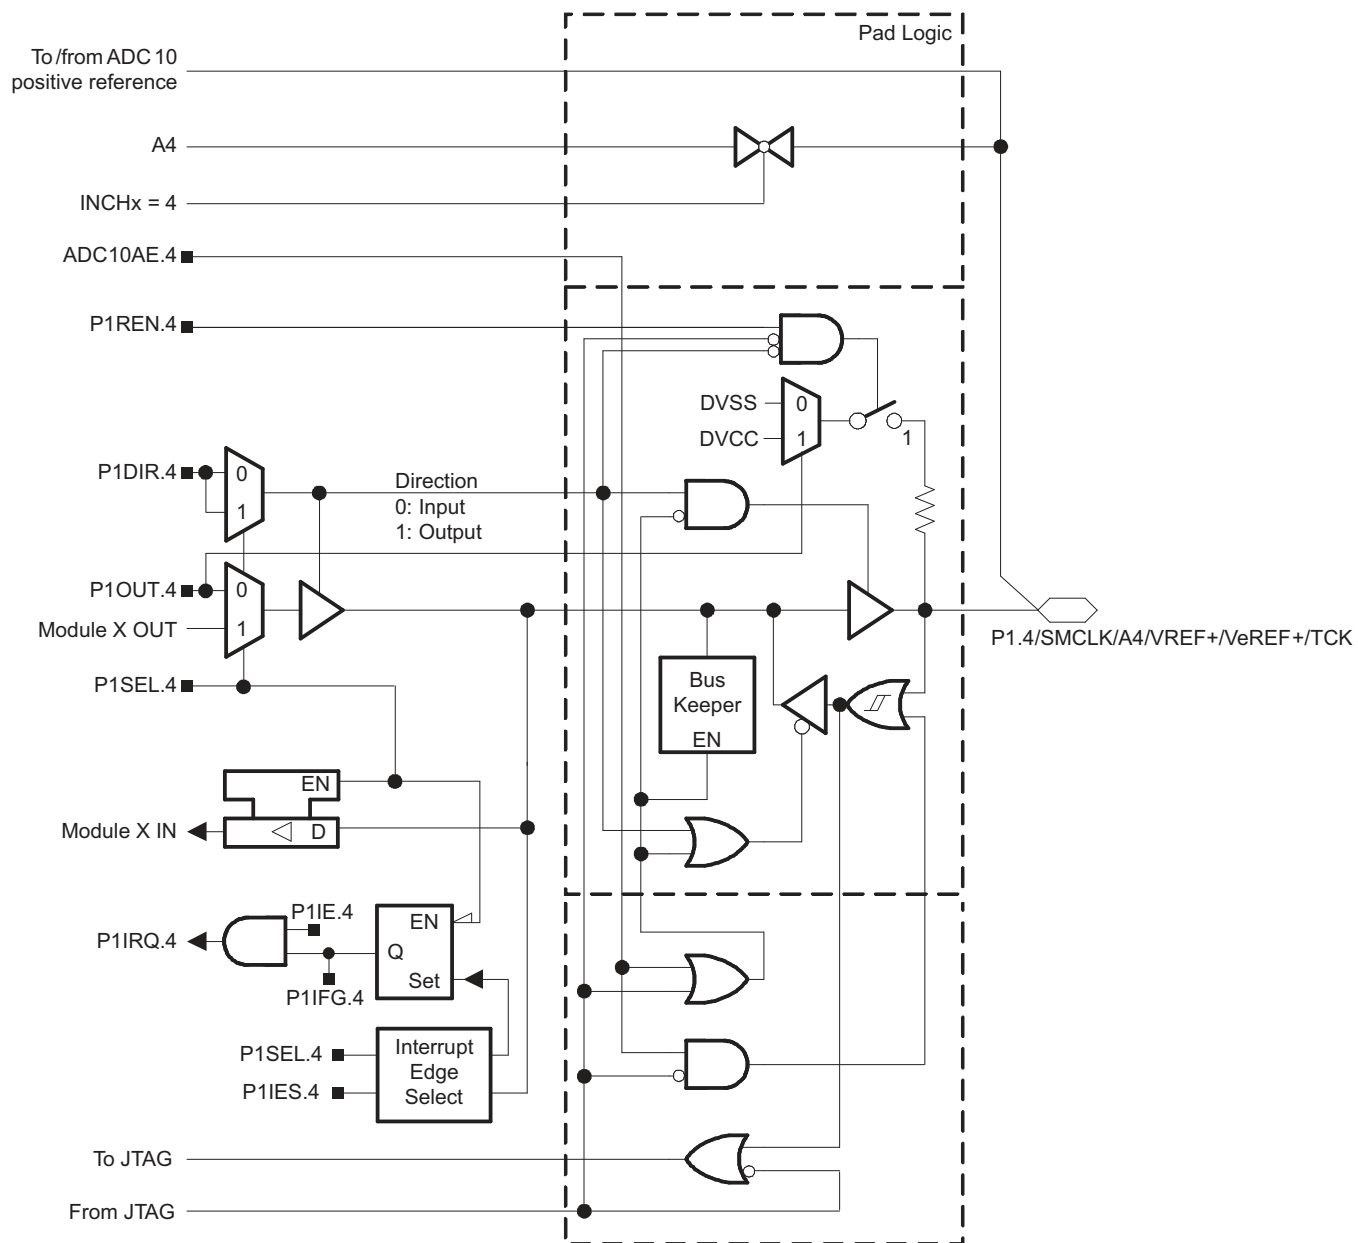 Pad Logic
To/from ADC10
positive reference
A4
INCHx = 4
ADC10AE.4
P1REN.4
DVSS
0
DVCC
1
1
P1DIR.4
0
1
Direction
0: Input
1: Output
P1OUT.4
0
Module X OUT
1
P1.4/SMCLK/A4/VREF+/VeREF+/TCK
P1SEL.4
Bus
Keeper
EN
EN
Module X IN
D
P1IE.4
EN
P1IRQ.4
Q
Set
P1IFG.4
P1SEL.4
P1IES.4
Interrupt
Edge
Select
To JTAG
From JTAG